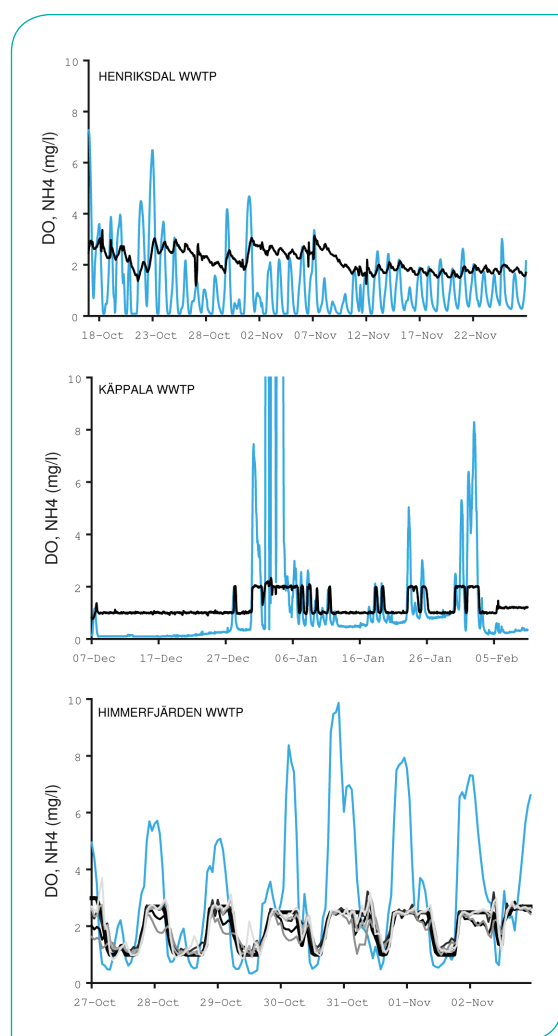 10
HENRIKSDAL WWTP
8
6
4
2
0
DO, NH4 (mg/l)
18-Oct 23-Oct 28-Oct 02-Nov 07-Nov 12-Nov 17-Nov 22-Nov
10
KÄPPALA WWTP
8
6
4
2
0
DO, NH4 (mg/l)
07-Dec 17-Dec 27-Dec 06-Jan 16-Jan 26-Jan 05-Feb
10
HIMMERFJÄRDEN WWTP
8
6
4
2
0
DO, NH4 (mg/l)
27-Oct 28-Oct 29-Oct 30-Oct 31-Oct 01-Nov 02-Nov